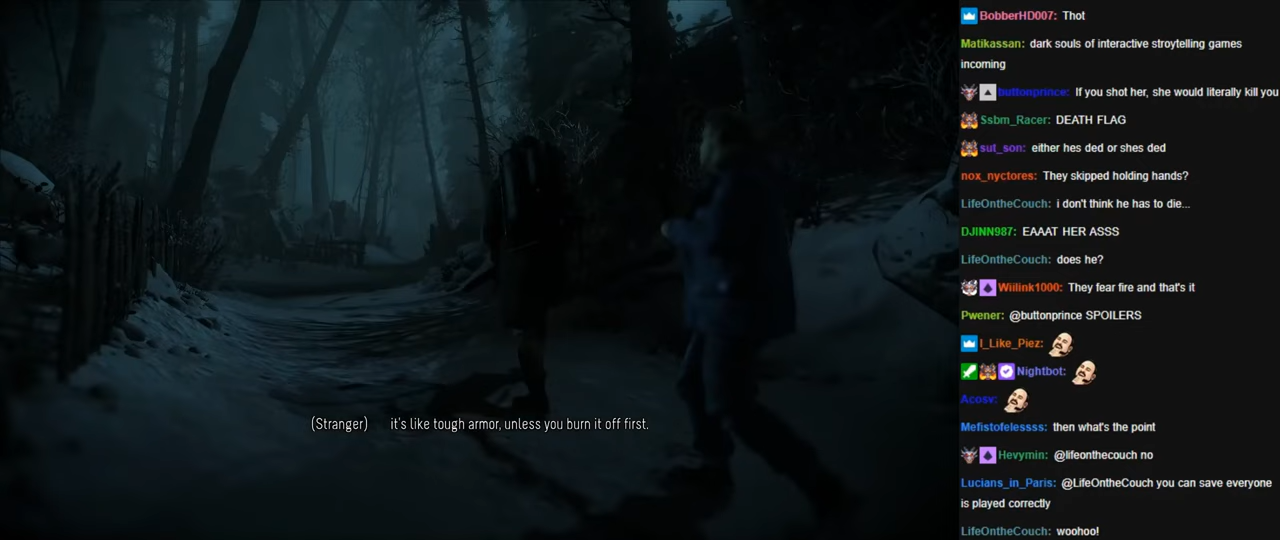 (Stranger) it's like tough armor, unless you burn it off first.
BobberHD007: Thot
Matikassan: dark souls of interactive stroytelling games
incoming
buttonprince: If you shot her, she would literally kill you
Ssbm_Racer: DEATH FLAG
sut_son: either hes ded or shes ded
nox_nyctores: They skipped holding hands?
LifeOntheCouch: i don't think he has to die...
DJINN987: EAAAT HER ASSS
LifeOntheCouch: does he?
Wiilink1000: They fear fire and that's it
Pwener: @buttonprince SPOILERS
I_Like_Piez:
Nightbot:
Acosv:
Mefistofelessss: then what's the point
Hevymin: @lifeonthecouch no
Lucians_in_Paris: @LifeOntheCouch you can save everyone
is played correctly
LifeOntheCouch: woohoo!